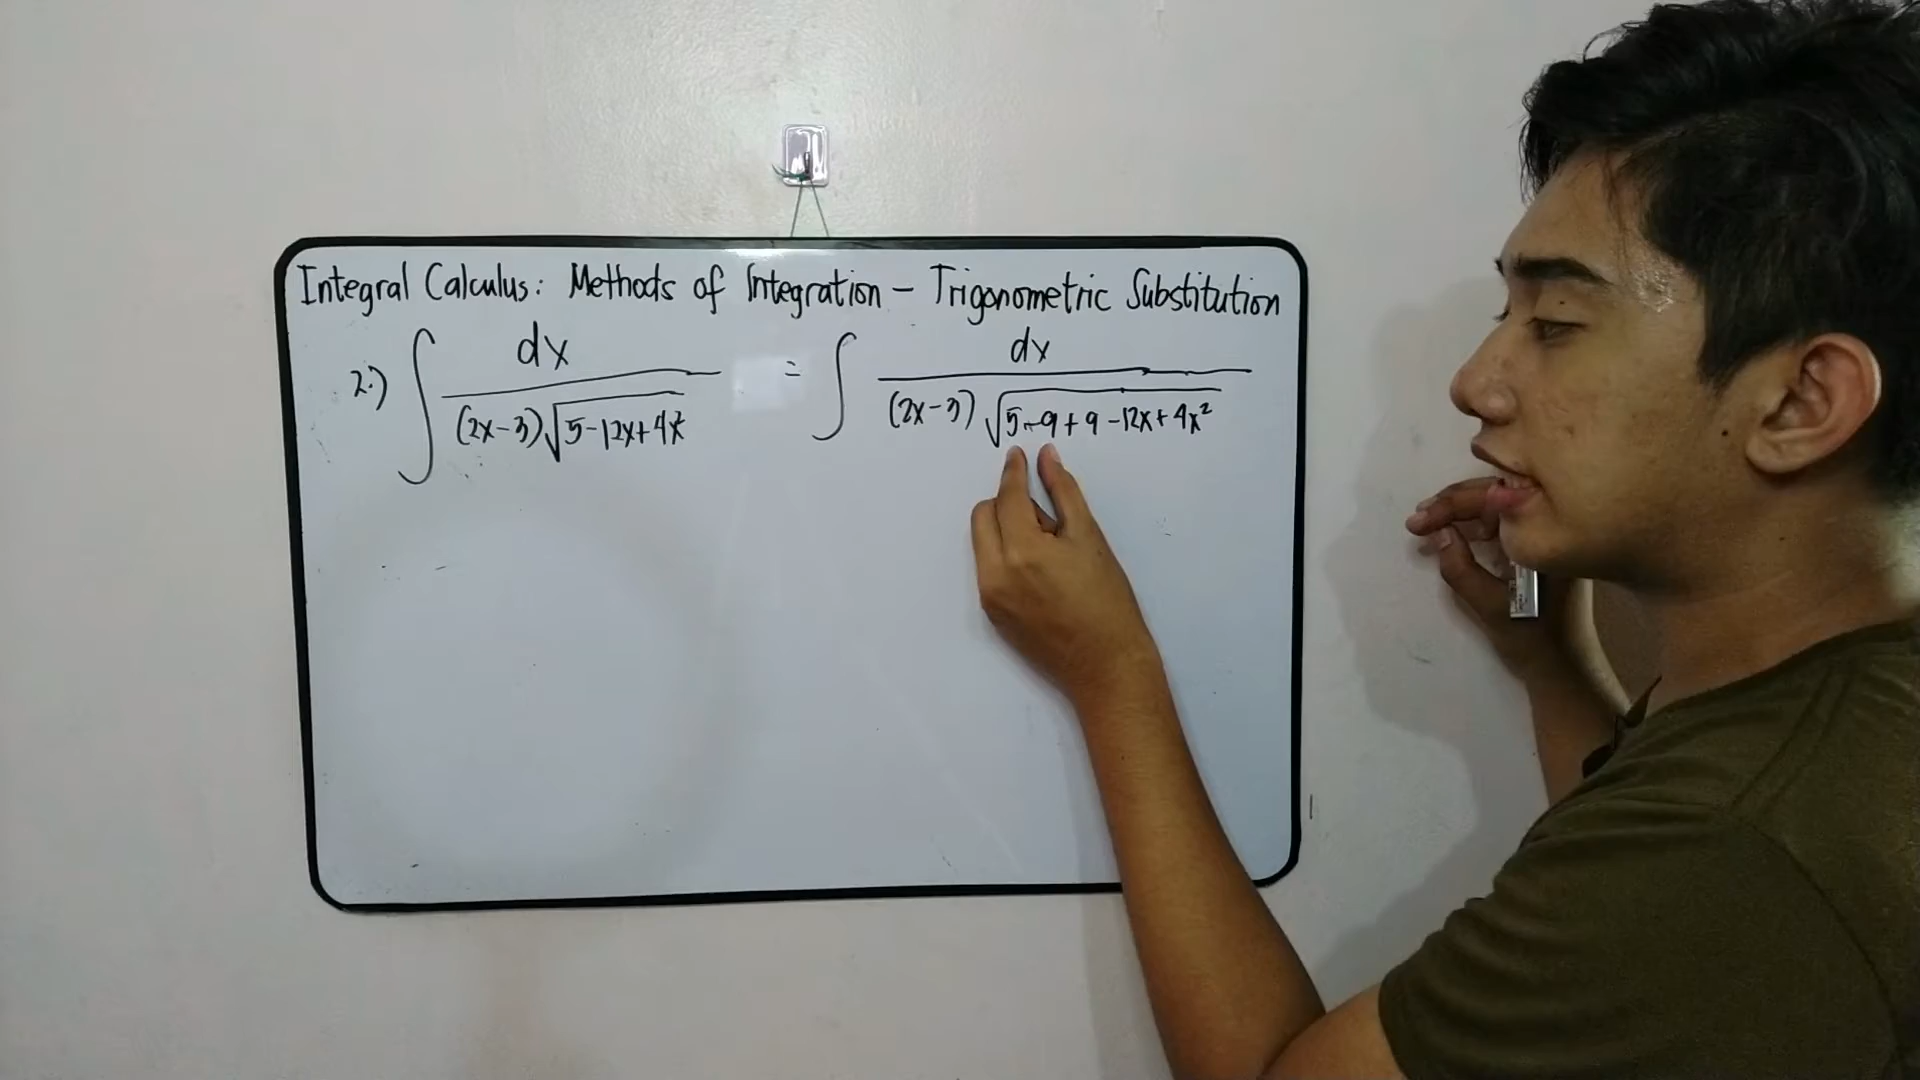 Integral Calculus: Methods of Integration - Trigonometric Substitution
2.) ∫ dx / (2x-3)√(5-12x+4x²) = ∫ dx / (2x-3)√(5-9+9-12x+4x²)